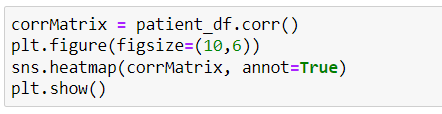 corrMatrix = patient_df.corr()
plt.figure(figsize=(10,6))
sns.heatmap(corrMatrix, annot=True)
plt.show()